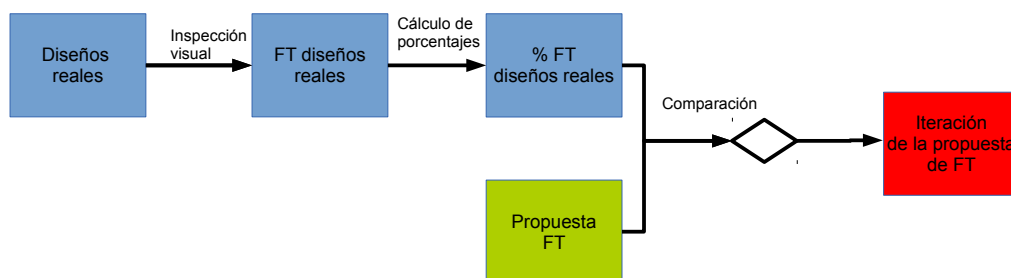 Diseños
reales
Inspección
visual
FT diseños
reales
Cálculo de
porcentajes
% FT
diseños reales
Propuesta
FT
Comparación
Iteración
de la propuesta
de FT